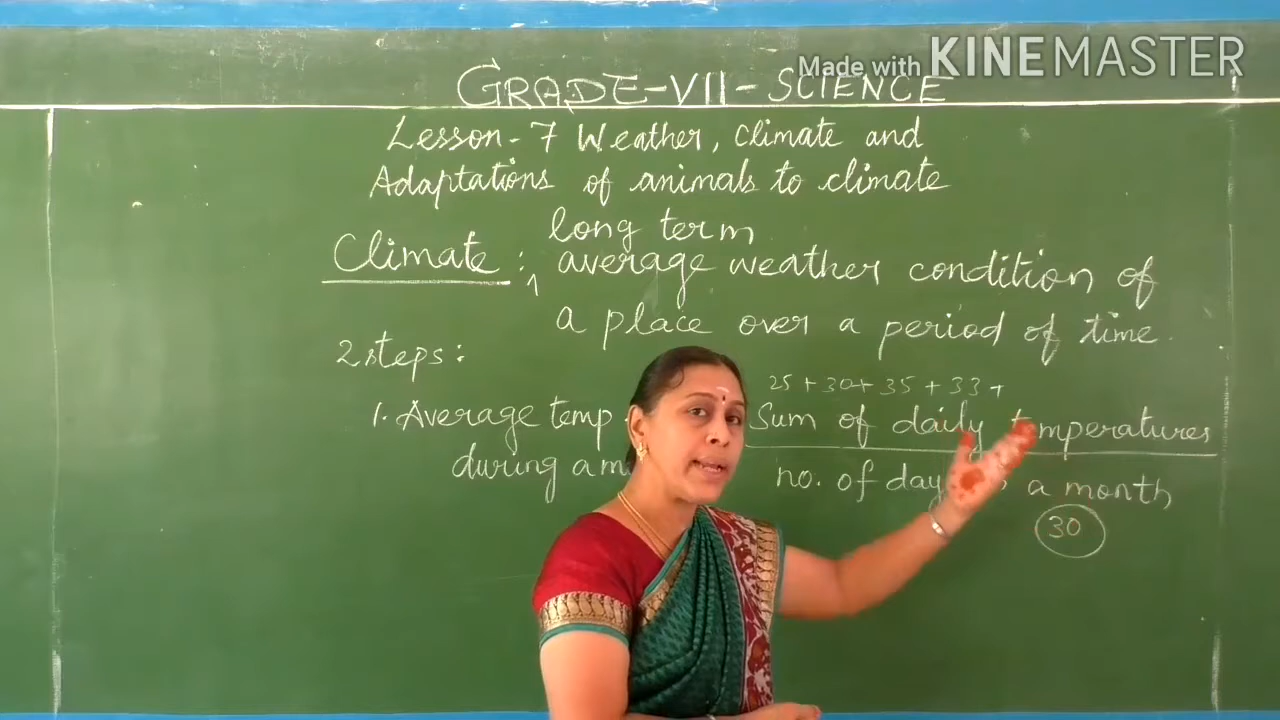 Made with KINEMASTER
GRADE-VII-SCIENCE
Lesson-7 Weather, Climate and
Adaptations of animals to climate
long term
Climate : 1 average weather condition of
a place over a period of time.
2 steps :
25 + 30 + 35 + 33 +
1. Average temp Sum of daily temperatures
during a no. of a month
30